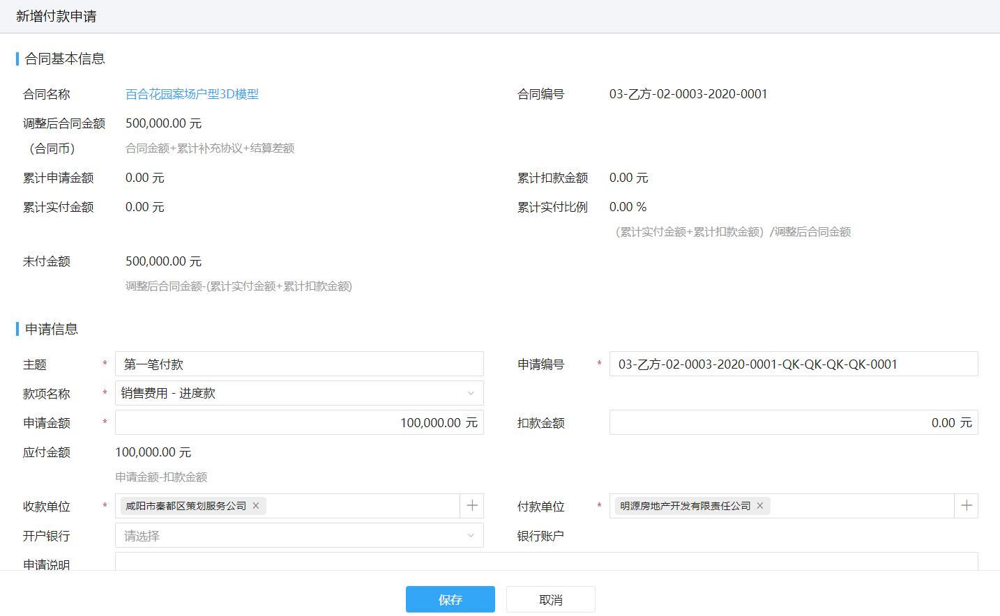 新增付款申请
合同基本信息
合同名称 百合花园案场户型3D模型 合同编号 03-乙方-02-0003-2020-0001
调整后合同金额 500,000.00 元
（合同币） 合同金额+累计补充协议+结算差额
累计申请金额 0.00 元 累计扣款金额 0.00 元
累计实付金额 0.00 元 累计实付比例 0.00 %
（累计实付金额+累计扣款金额）/调整后合同金额
未付金额 500,000.00 元
调整后合同金额-(累计实付金额+累计扣款金额)
申请信息
主题 * 第一笔付款 申请编号 * 03-乙方-02-0003-2020-0001-QK-QK-QK-QK-0001
款项名称 * 销售费用 - 进度款
申请金额 * 100,000.00 元 扣款金额 0.00 元
应付金额 100,000.00 元
申请金额-扣款金额
收款单位 * 咸阳市秦都区策划服务公司 × + 付款单位 * 明源房地产开发有限责任公司 × +
开户银行 请选择 银行账户
申请说明
保存 取消